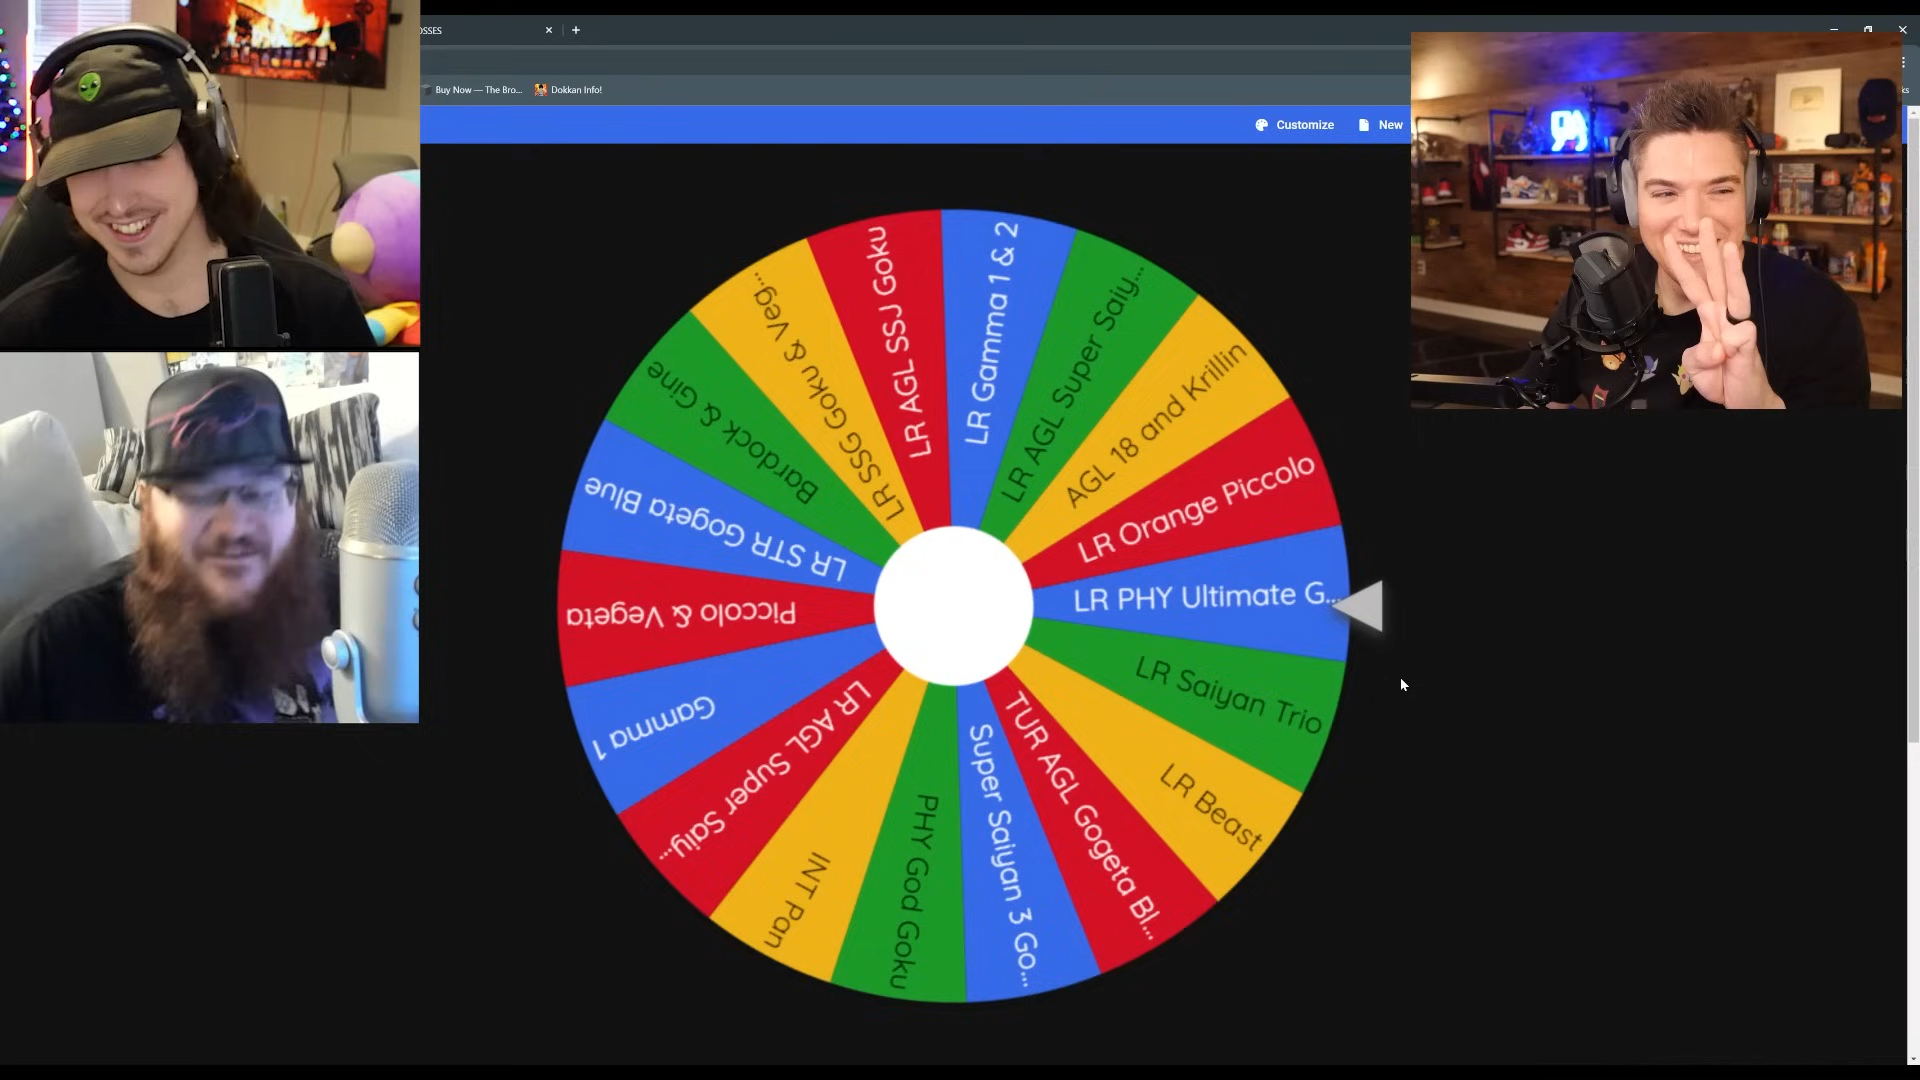 OSSES
Buy Now — The Bro...
Dokkan Info!
Customize
New
ks
LR Gamma 1 & 2
LR AGL Super Saiy...
AGL 18 and Krillin
LR Orange Piccolo
LR PHY Ultimate G...
LR Saiyan Trio
LR Beast
TUR AGL Gogeta Bl...
Super Saiyan 3 Go...
PHY God Goku
INT Pan
LR AGL Super Saiy...
Gamma 1
Piccolo & Vegeta
LR STR Gogeta Blue
Bardock & Gine
LR SSG Goku & Veg...
LR AGL SSJ Goku